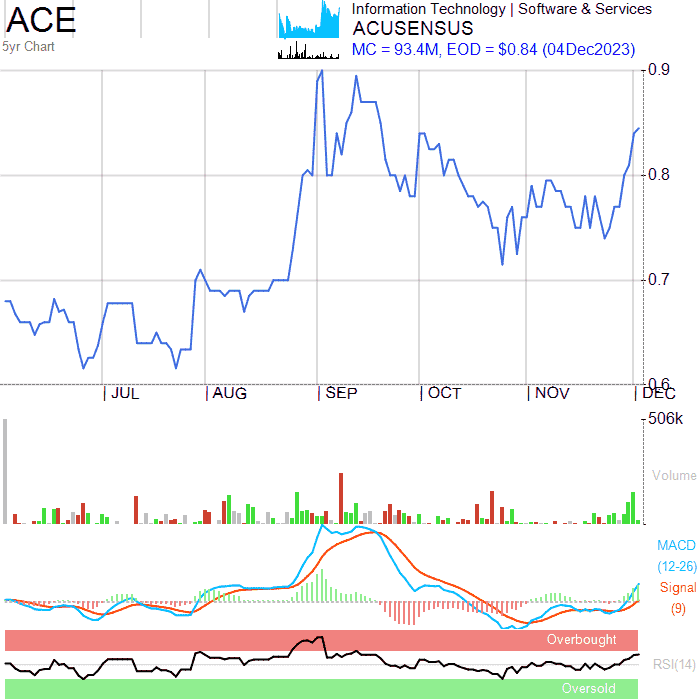 ACE
Information Technology | Software & Services
ACUSENSUS
5yr Chart
MC = 93.4M, EOD = $0.84 (04Dec2023)
0.9
0.8
0.7
0.6
JUL AUG SEP OCT NOV DEC
506k
Volume
MACD
(12-26)
Signal
(9)
Overbought
RSI(14)
Oversold